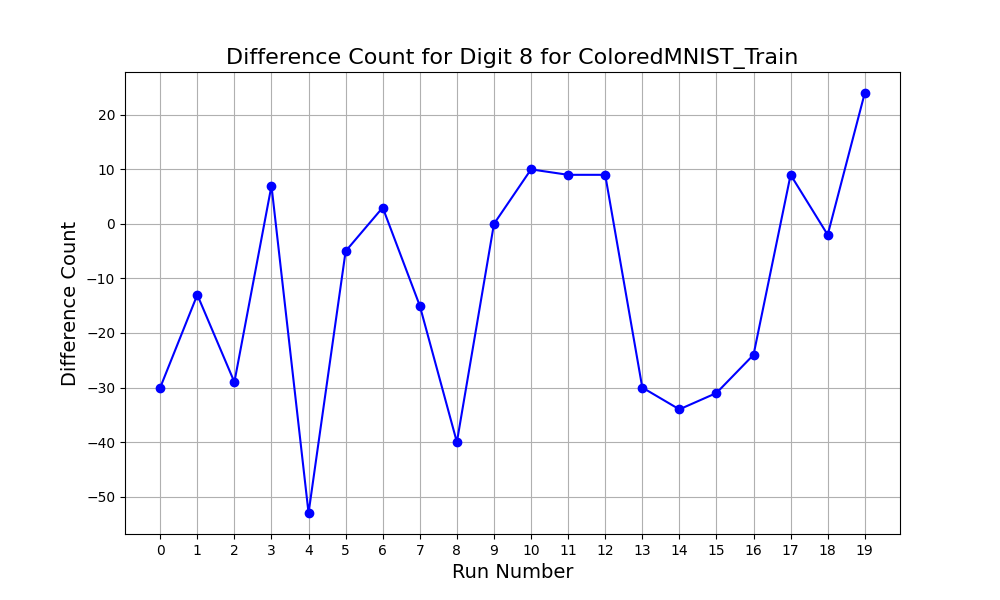 Difference Count for Digit 8 for ColoredMNIST_Train
Difference Count
20
10
0
−10
−20
−30
−40
−50
0 1 2 3 4 5 6 7 8 9 10 11 12 13 14 15 16 17 18 19
Run Number